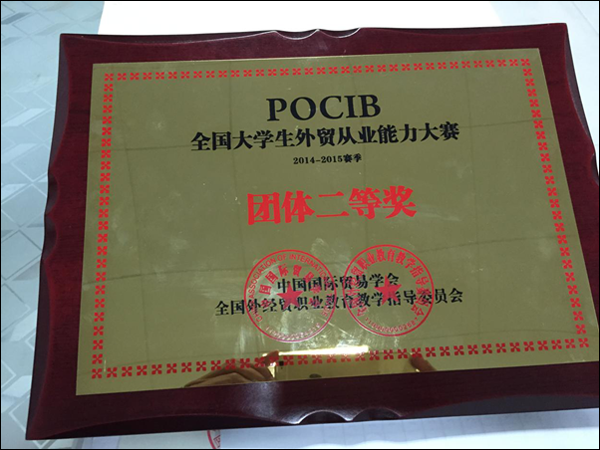 POCIB
全国大学生外贸从业能力大赛
2014-2015赛季
团体二等奖
中国国际贸易学会
全国外经贸职业教育教学指导委员会